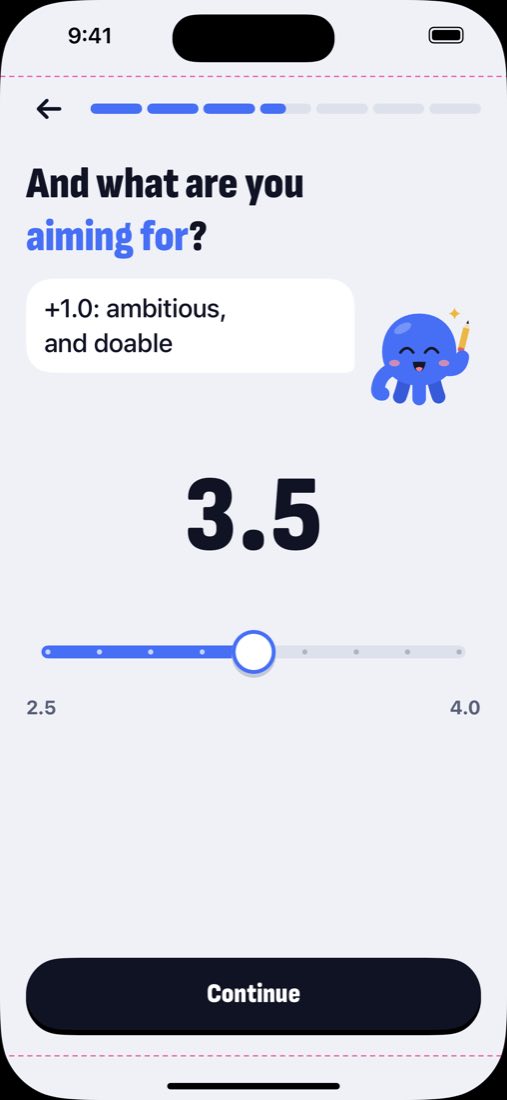 9:41
And what are you
aiming for?
+1.0: ambitious,
and doable
3.5
2.5
4.0
Continue